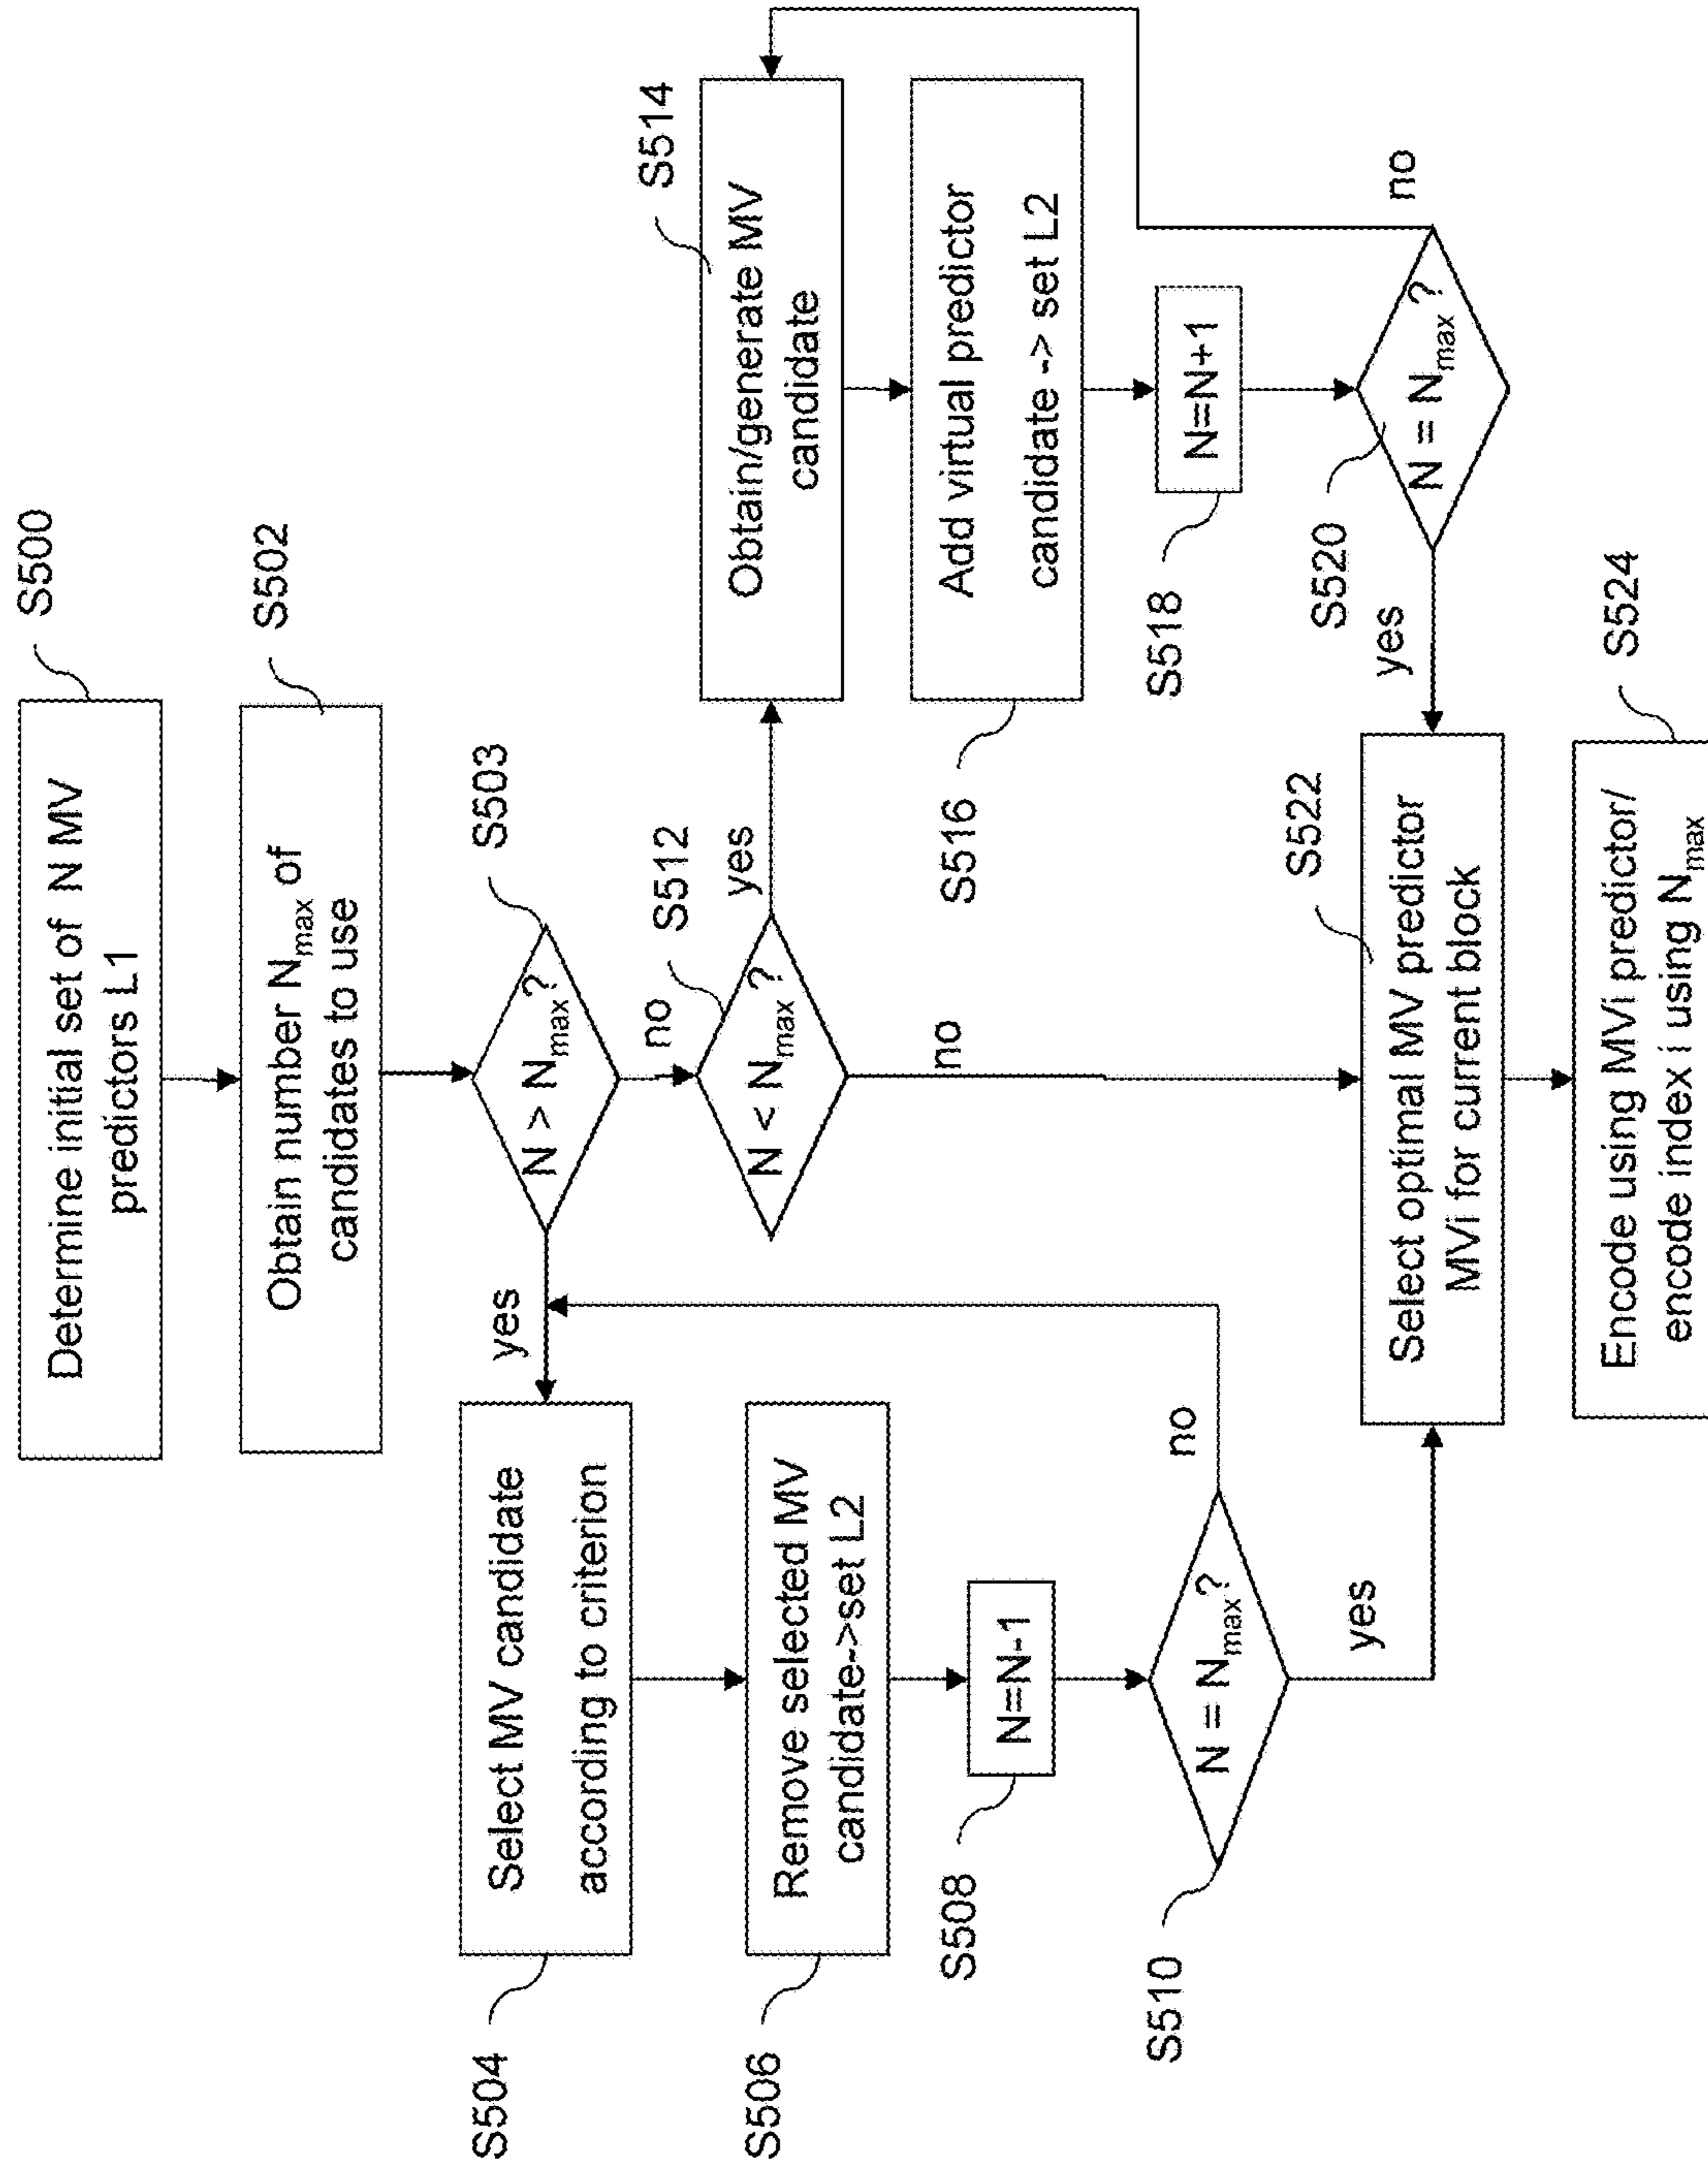 S500
Determine initial set of N MV
predictors L1
S502
Obtain number Nmax of
candidates to use
S503
N > Nmax?
yes
no
S504
Select MV candidate
according to criterion
S506
Remove selected MV
candidate->set L2
S508
N=N-1
S510
N = Nmax?
no
yes
S512
N < Nmax?
yes
no
S514
Obtain/generate MV
candidate
S516
Add virtual predictor
candidate -> set L2
S518
N=N+1
S520
N = Nmax?
no
yes
S522
Select optimal MV predictor
MVi for current block
S524
Encode using MVi predictor/
encode index i using Nmax